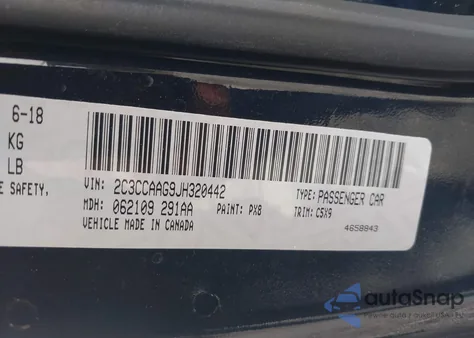 6-18
KG
LB
E SAFETY,
VIN: 2C3CCAAG9JH320442
TYPE: PASSENGER CAR
MDH: 062109 291AA
PAINT: PX8
TRIM: C5X9
VEHICLE MADE IN CANADA
4658843
autoSnap